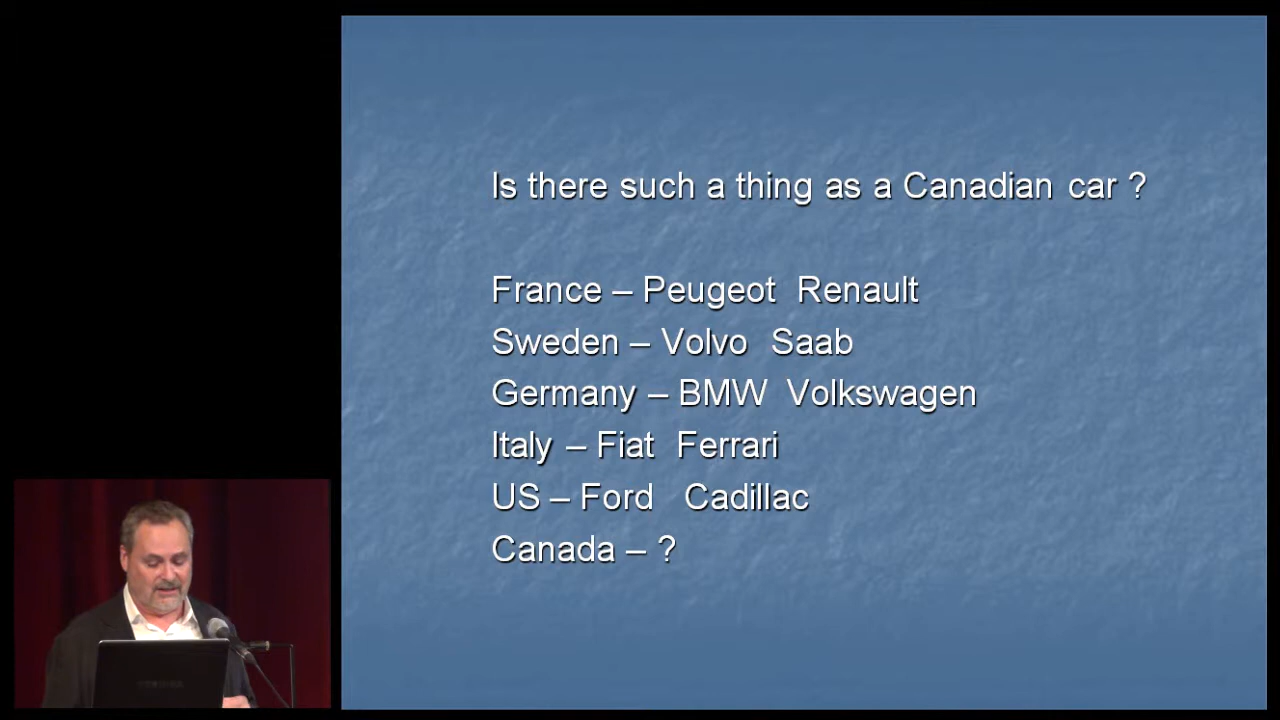 Is there such a thing as a Canadian car ?
France – Peugeot Renault
Sweden – Volvo Saab
Germany – BMW Volkswagen
Italy – Fiat Ferrari
US – Ford Cadillac
Canada – ?